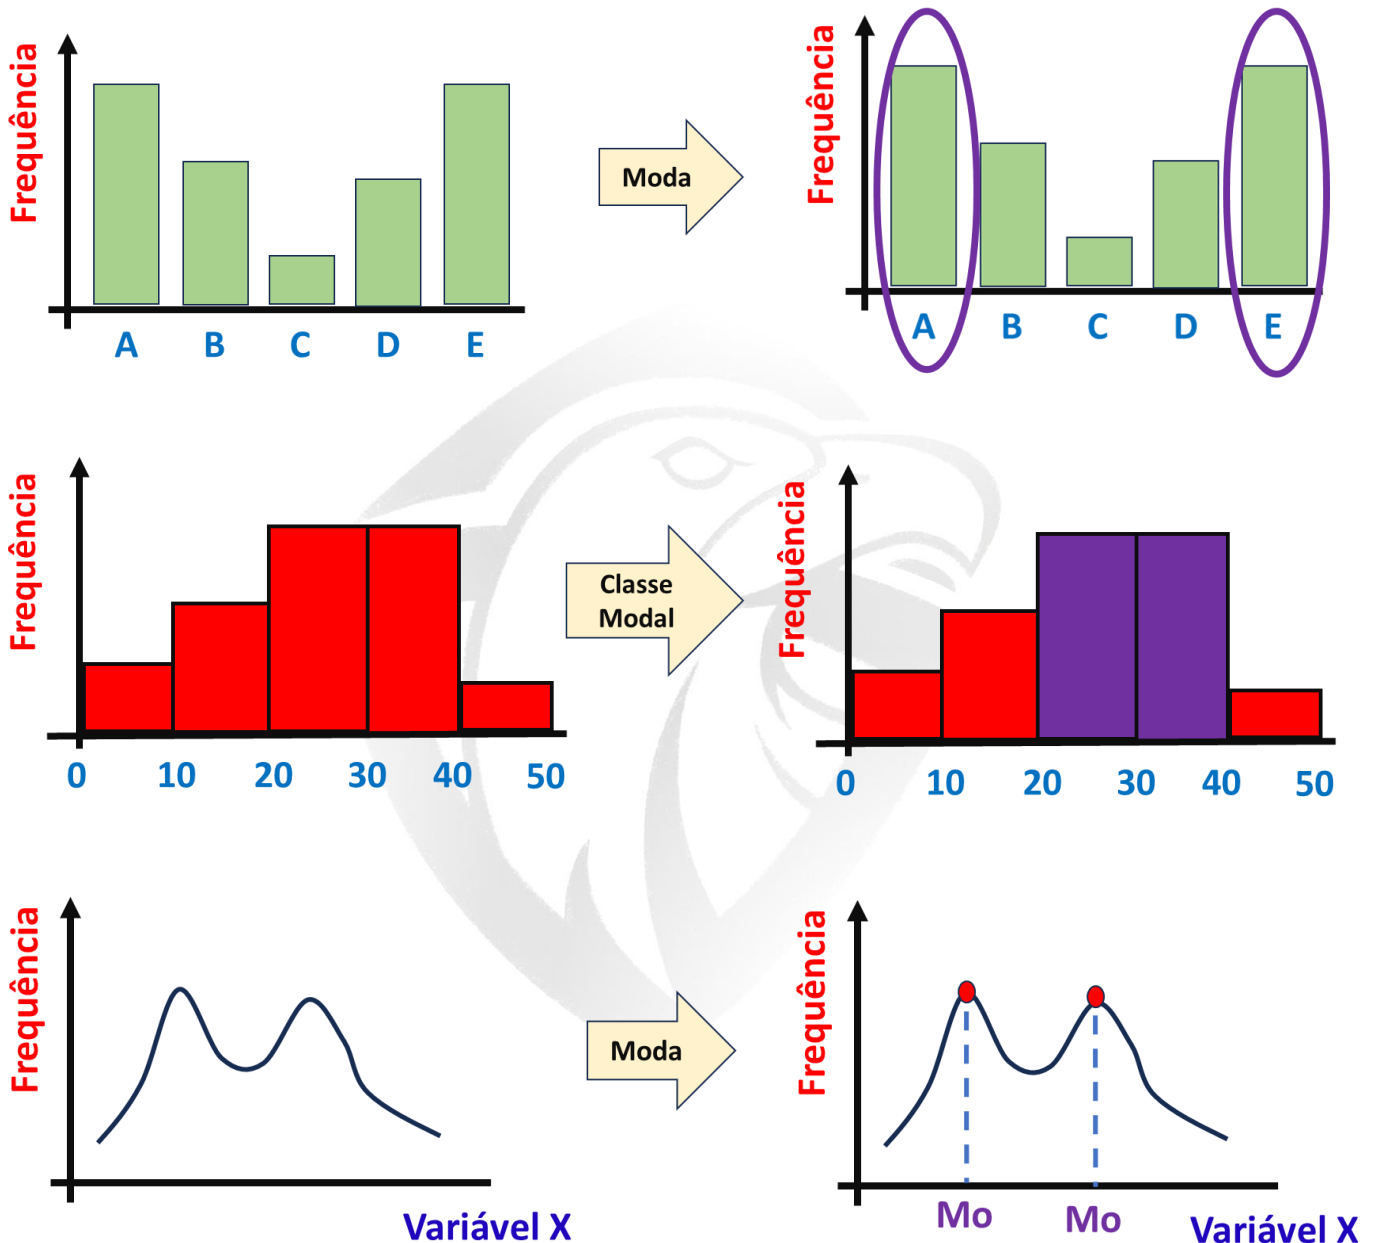 Frequência
A B C D E
Moda
Frequência
A B C D E
Frequência
0 10 20 30 40 50
Classe
Modal
Frequência
0 10 20 30 40 50
Frequência
Variável X
Moda
Frequência
Mo Mo
Variável X